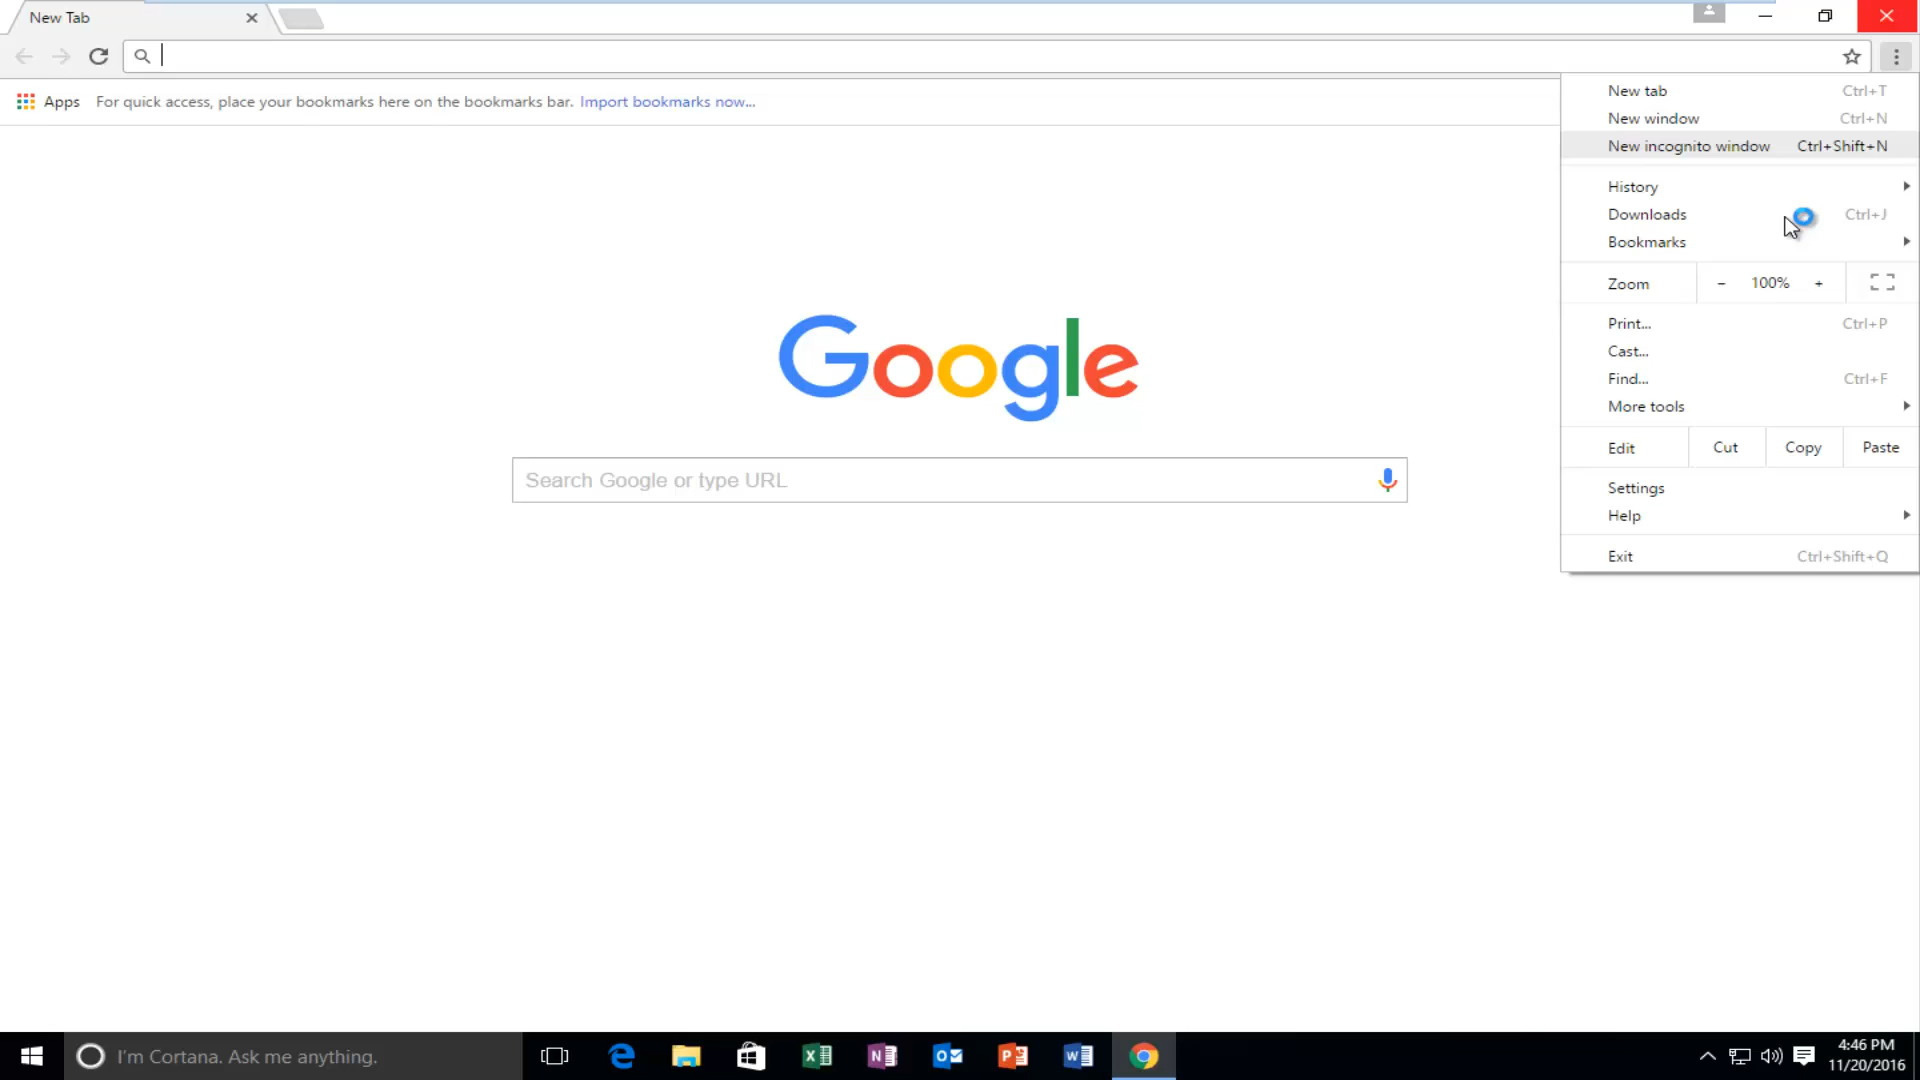 New Tab
Apps For quick access, place your bookmarks here on the bookmarks bar. Import bookmarks now...
New tab Ctrl+T
New window Ctrl+N
New incognito window Ctrl+Shift+N
History
Downloads Ctrl+J
Bookmarks
Zoom - 100% +
Print... Ctrl+P
Cast...
Find... Ctrl+F
More tools
Edit Cut Copy Paste
Settings
Help
Exit Ctrl+Shift+Q
Google
Search Google or type URL
I'm Cortana. Ask me anything.
4:46 PM
11/20/2016